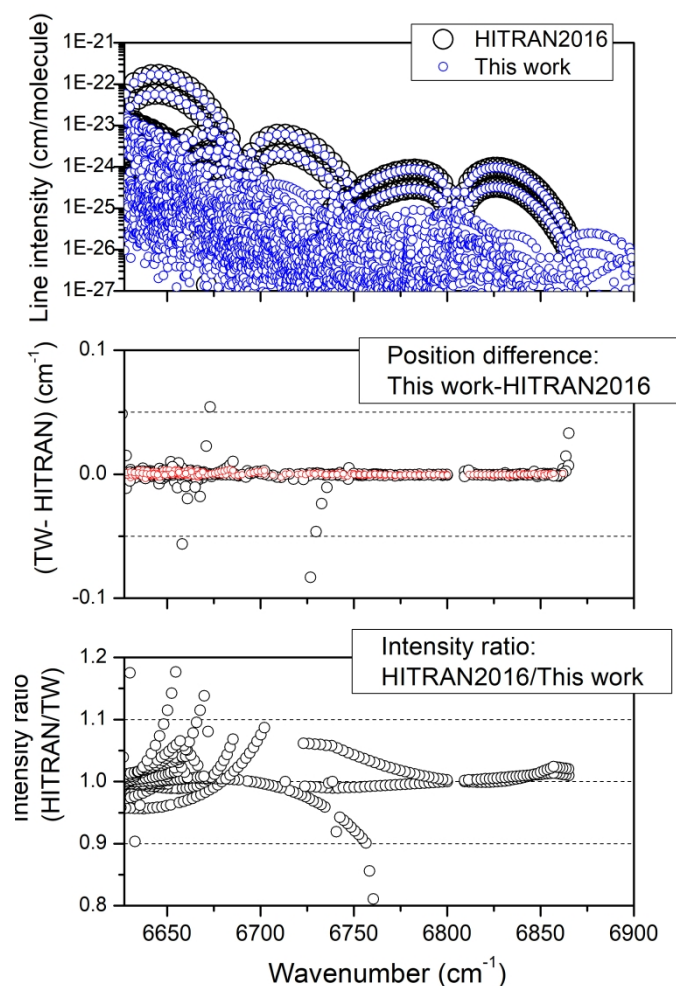 HITRAN2016
This work
1E-21
1E-22
1E-23
1E-24
1E-25
1E-26
1E-27
Line intensity (cm/molecule)
Position difference:
This work-HITRAN2016
0.1
0.0
-0.1
(TW- HITRAN) (cm-1)
Intensity ratio:
HITRAN2016/This work
1.2
1.1
1.0
0.9
0.8
Intensity ratio
(HITRAN/TW)
6650 6700 6750 6800 6850 6900
Wavenumber (cm-1)